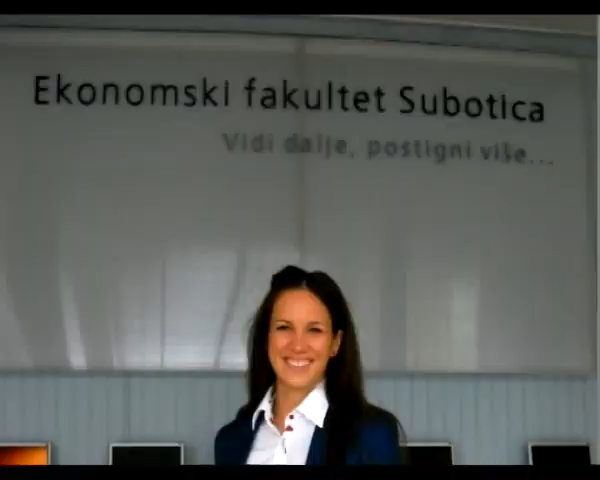 Ekonomski fakultet Subotica
Vidi dalje, postigni više...